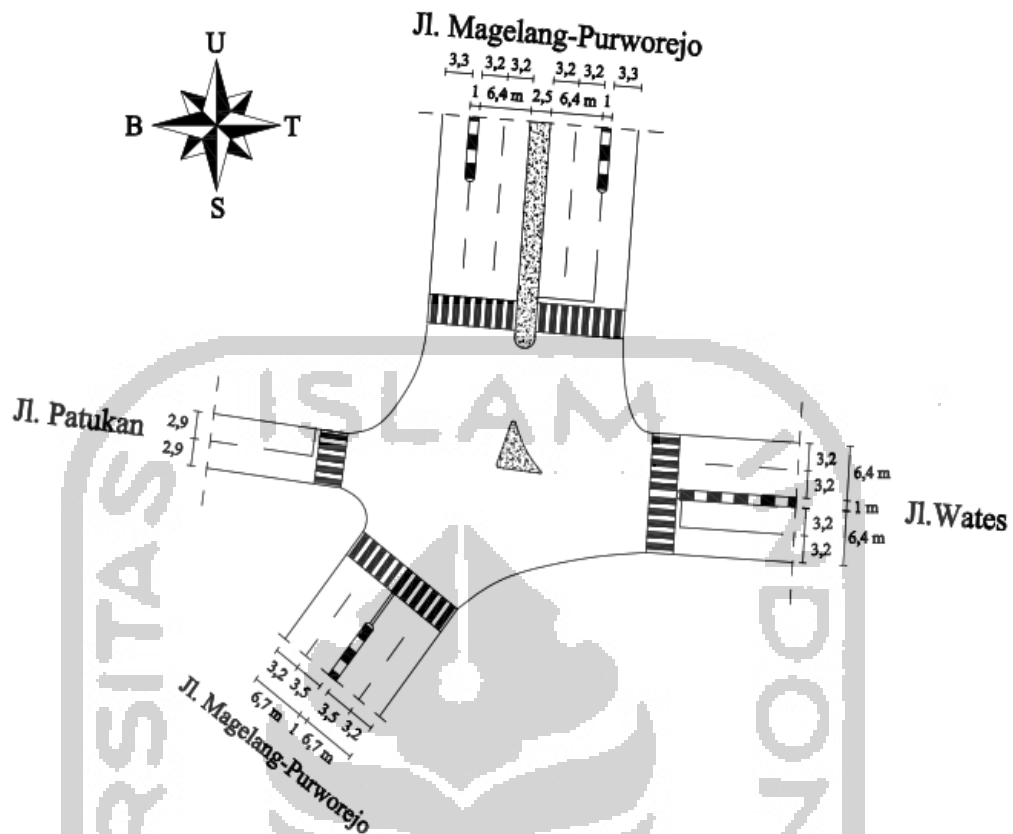 Jl. Magelang-Purworejo
3,3 3,2 3,2 3,2 3,2 3,3
1 6,4 m 2,5 6,4 m 1
U
B T
S
ISLAM
Jl. Patukan
2,9
2,9
3,2
3,2
6,4 m
1 m
3,2
3,2
6,4 m
Jl.Wates
3,2 3,5 3,5 3,2
6,7 m 1 6,7 m
Jl. Magelang-Purworejo
RSITAS
INDO